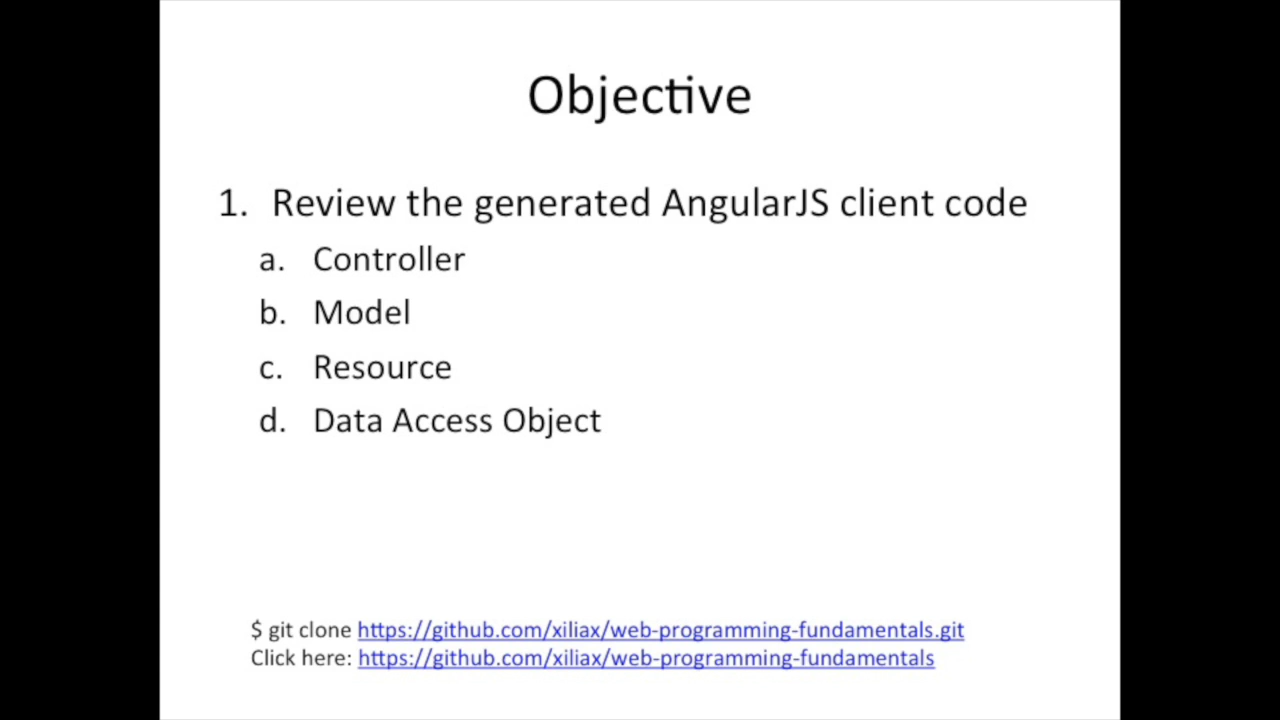 Objective
1. Review the generated AngularJS client code
a. Controller
b. Model
c. Resource
d. Data Access Object
$ git clone https://github.com/xiliax/web-programming-fundamentals.git
Click here: https://github.com/xiliax/web-programming-fundamentals